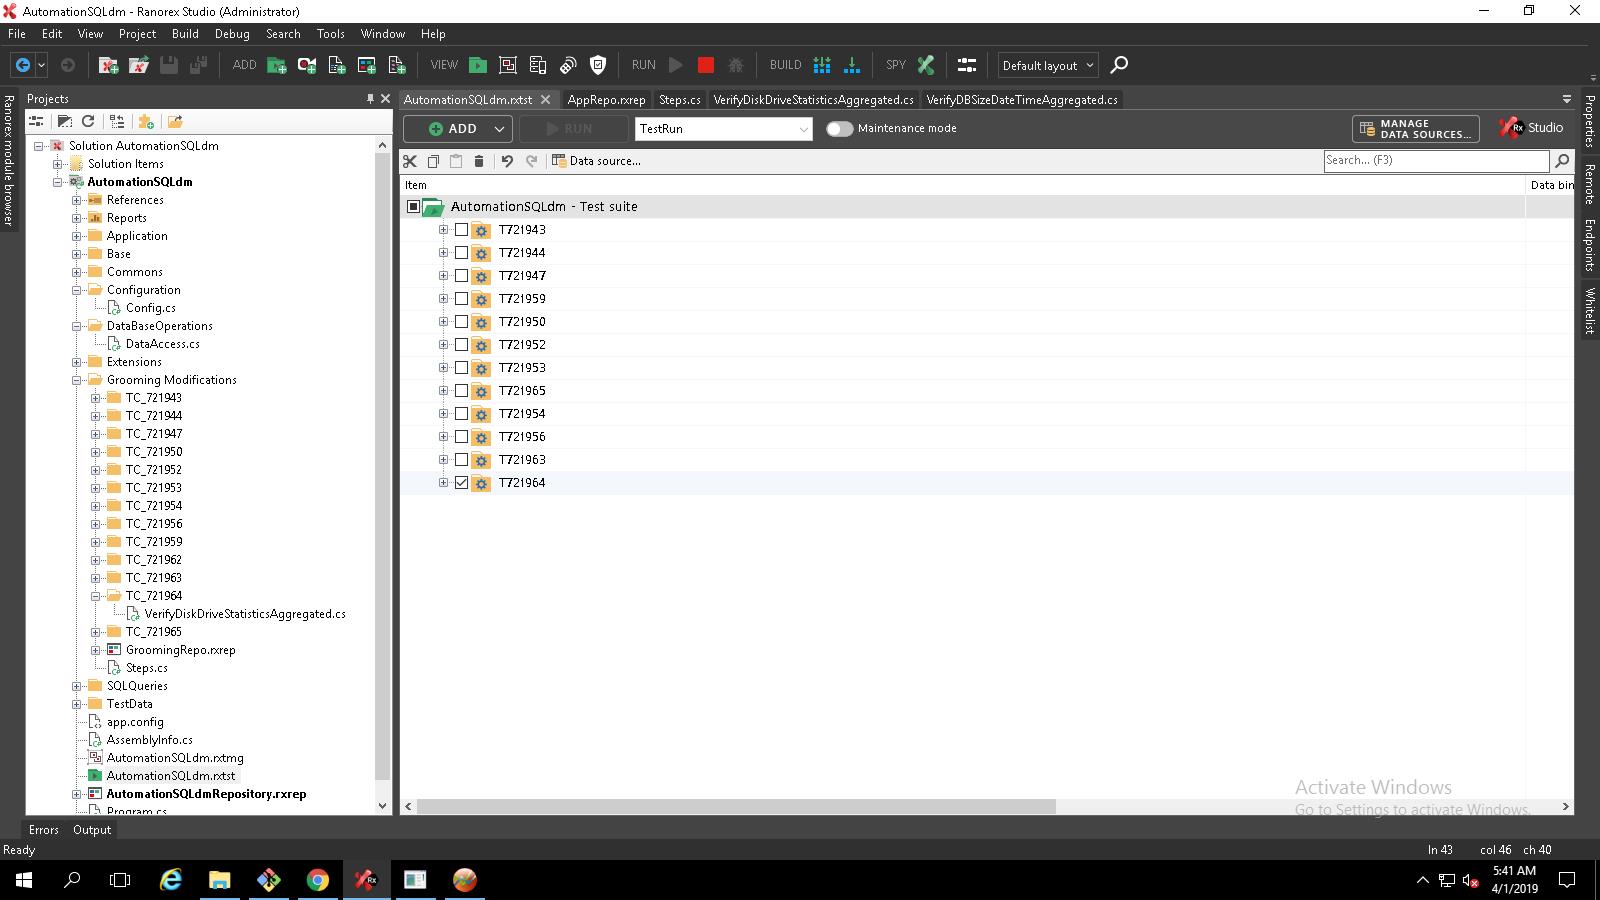 AutomationSQLdm - Ranorex Studio (Administrator)
File Edit View Project Build Debug Search Tools Window Help
ADD VIEW RUN BUILD SPY Default layout
Ranorex module browser
Projects
Solution AutomationSQLdm
Solution Items
AutomationSQLdm
References
Reports
Application
Base
Commons
Configuration
Config.cs
DataBaseOperations
DataAccess.cs
Extensions
Grooming Modifications
TC_721943
TC_721944
TC_721947
TC_721950
TC_721952
TC_721953
TC_721954
TC_721956
TC_721959
TC_721962
TC_721963
TC_721964
VerifyDiskDriveStatisticsAggregated.cs
TC_721965
GroomingRepo.rxrep
Steps.cs
SQLQueries
TestData
app.config
AssemblyInfo.cs
AutomationSQLdm.rxtmg
AutomationSQLdm.rxtst
AutomationSQLdmRepository.rxrep
Program.cs
AutomationSQLdm.rxtst AppRepo.rxrep Steps.cs VerifyDiskDriveStatisticsAggregated.cs VerifyDBSizeDateTimeAggregated.cs
ADD RUN TestRun Maintenance mode MANAGE
DATA SOURCES... Rx Studio
Data source... Search... (F3)
Item Data bin
AutomationSQLdm - Test suite
T721943
T721944
T721947
T721959
T721950
T721952
T721953
T721965
T721954
T721956
T721963
T721964
Properties
Remote
Endpoints
Whitelist
Activate Windows
Go to Settings to activate Windows.
Errors Output
Ready ln 43 col 46 ch 40
Rx
5:41 AM
4/1/2019